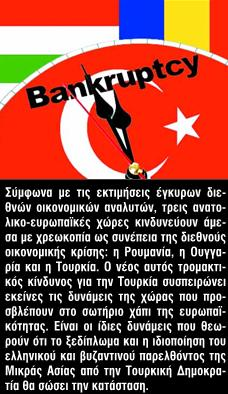 Bankruptcy
Σύμφωνα με τις εκτιμήσεις έγκυρων διε-
θνών οικονομικών αναλυτών, τρεις ανατο-
λικο-ευρωπαϊκές χώρες κινδυνεύουν άμε-
σα με χρεωκοπία ως συνέπεια της διεθνούς
οικονομικής κρίσης: η Ρουμανία, η Ουγγα-
ρία και η Τουρκία. Ο νέος αυτός τρομακτι-
κός κίνδυνος για την Τουρκία συσπειρώνει
εκείνες τις δυνάμεις της χώρας που προ-
σβλέπουν στο σωτήριο χάπι της ευρωπαϊ-
κότητας. Είναι οι ίδιες δυνάμεις που θεω-
ρούν ότι το ξεδίπλωμα και η ιδιοποίηση του
ελληνικού και βυζαντινού παρελθόντος της
Μικράς Ασίας από την Τουρκική Δημοκρα-
τία θα σώσει την κατάσταση.